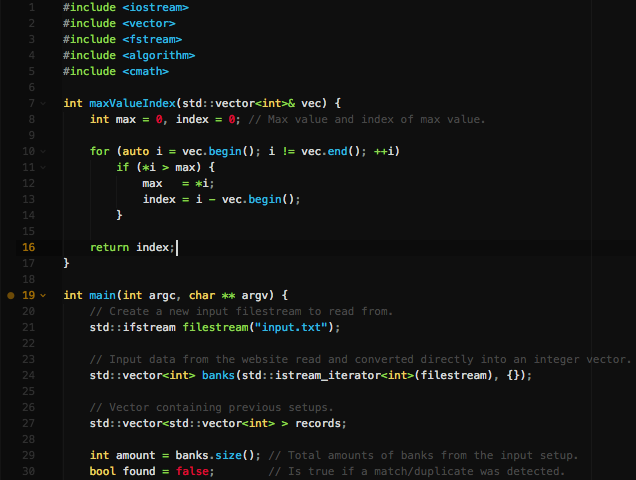 1 #include <iostream>
2 #include <vector>
3 #include <fstream>
4 #include <algorithm>
5 #include <cmath>
6
7 int maxValueIndex(std::vector<int>& vec) {
8     int max = 0, index = 0; // Max value and index of max value.
9
10     for (auto i = vec.begin(); i != vec.end(); ++i)
11         if (*i > max) {
12             max   = *i;
13             index = i - vec.begin();
14         }
15
16     return index;
17 }
18
19 int main(int argc, char ** argv) {
20     // Create a new input filestream to read from.
21     std::ifstream filestream("input.txt");
22
23     // Input data from the website read and converted directly into an integer vector.
24     std::vector<int> banks(std::istream_iterator<int>(filestream), {});
25
26     // Vector containing previous setups.
27     std::vector<std::vector<int> > records;
28
29     int amount = banks.size(); // Total amounts of banks from the input setup.
30     bool found = false;        // Is true if a match/duplicate was detected.